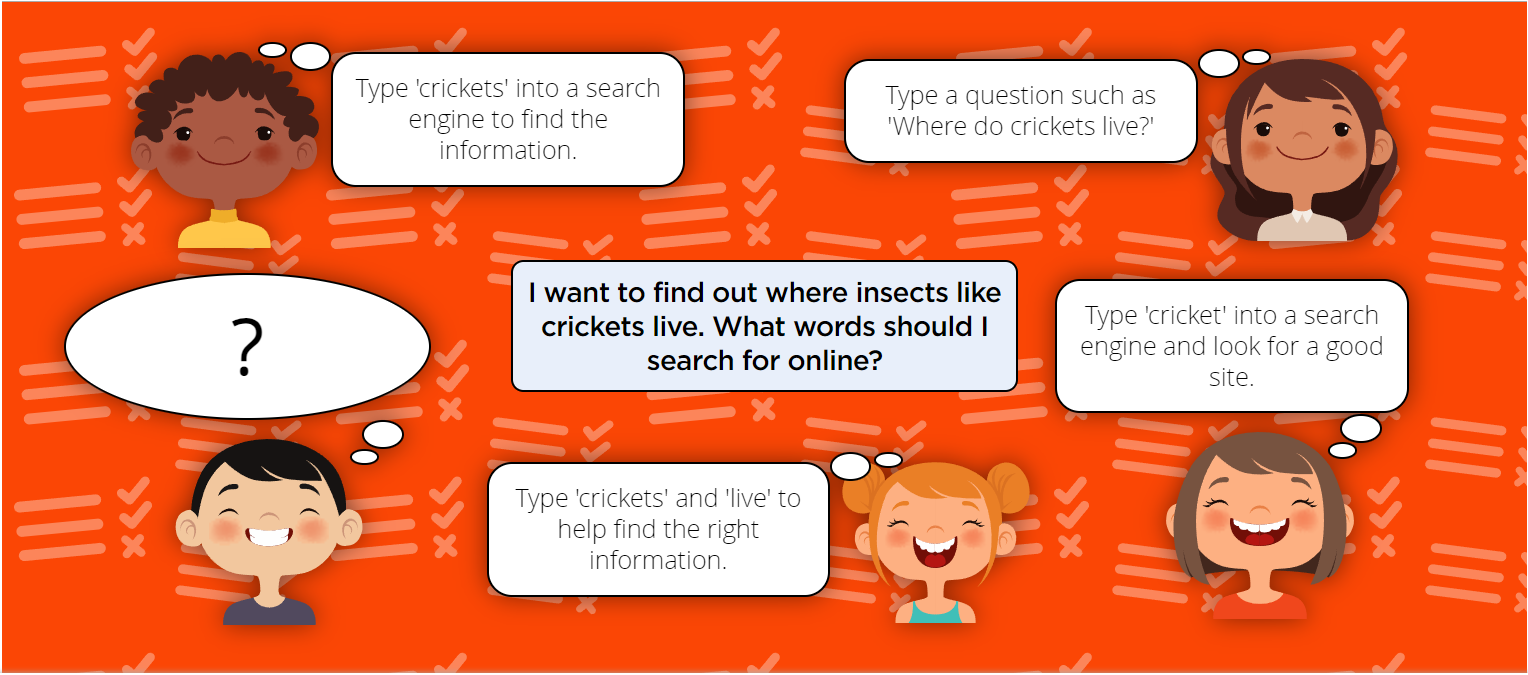 Type 'crickets' into a search
engine to find the
information.
Type a question such as
'Where do crickets live?'
?
I want to find out where insects like
crickets live. What words should I
search for online?
Type 'cricket' into a search
engine and look for a good
site.
Type 'crickets' and 'live' to
help find the right
information.